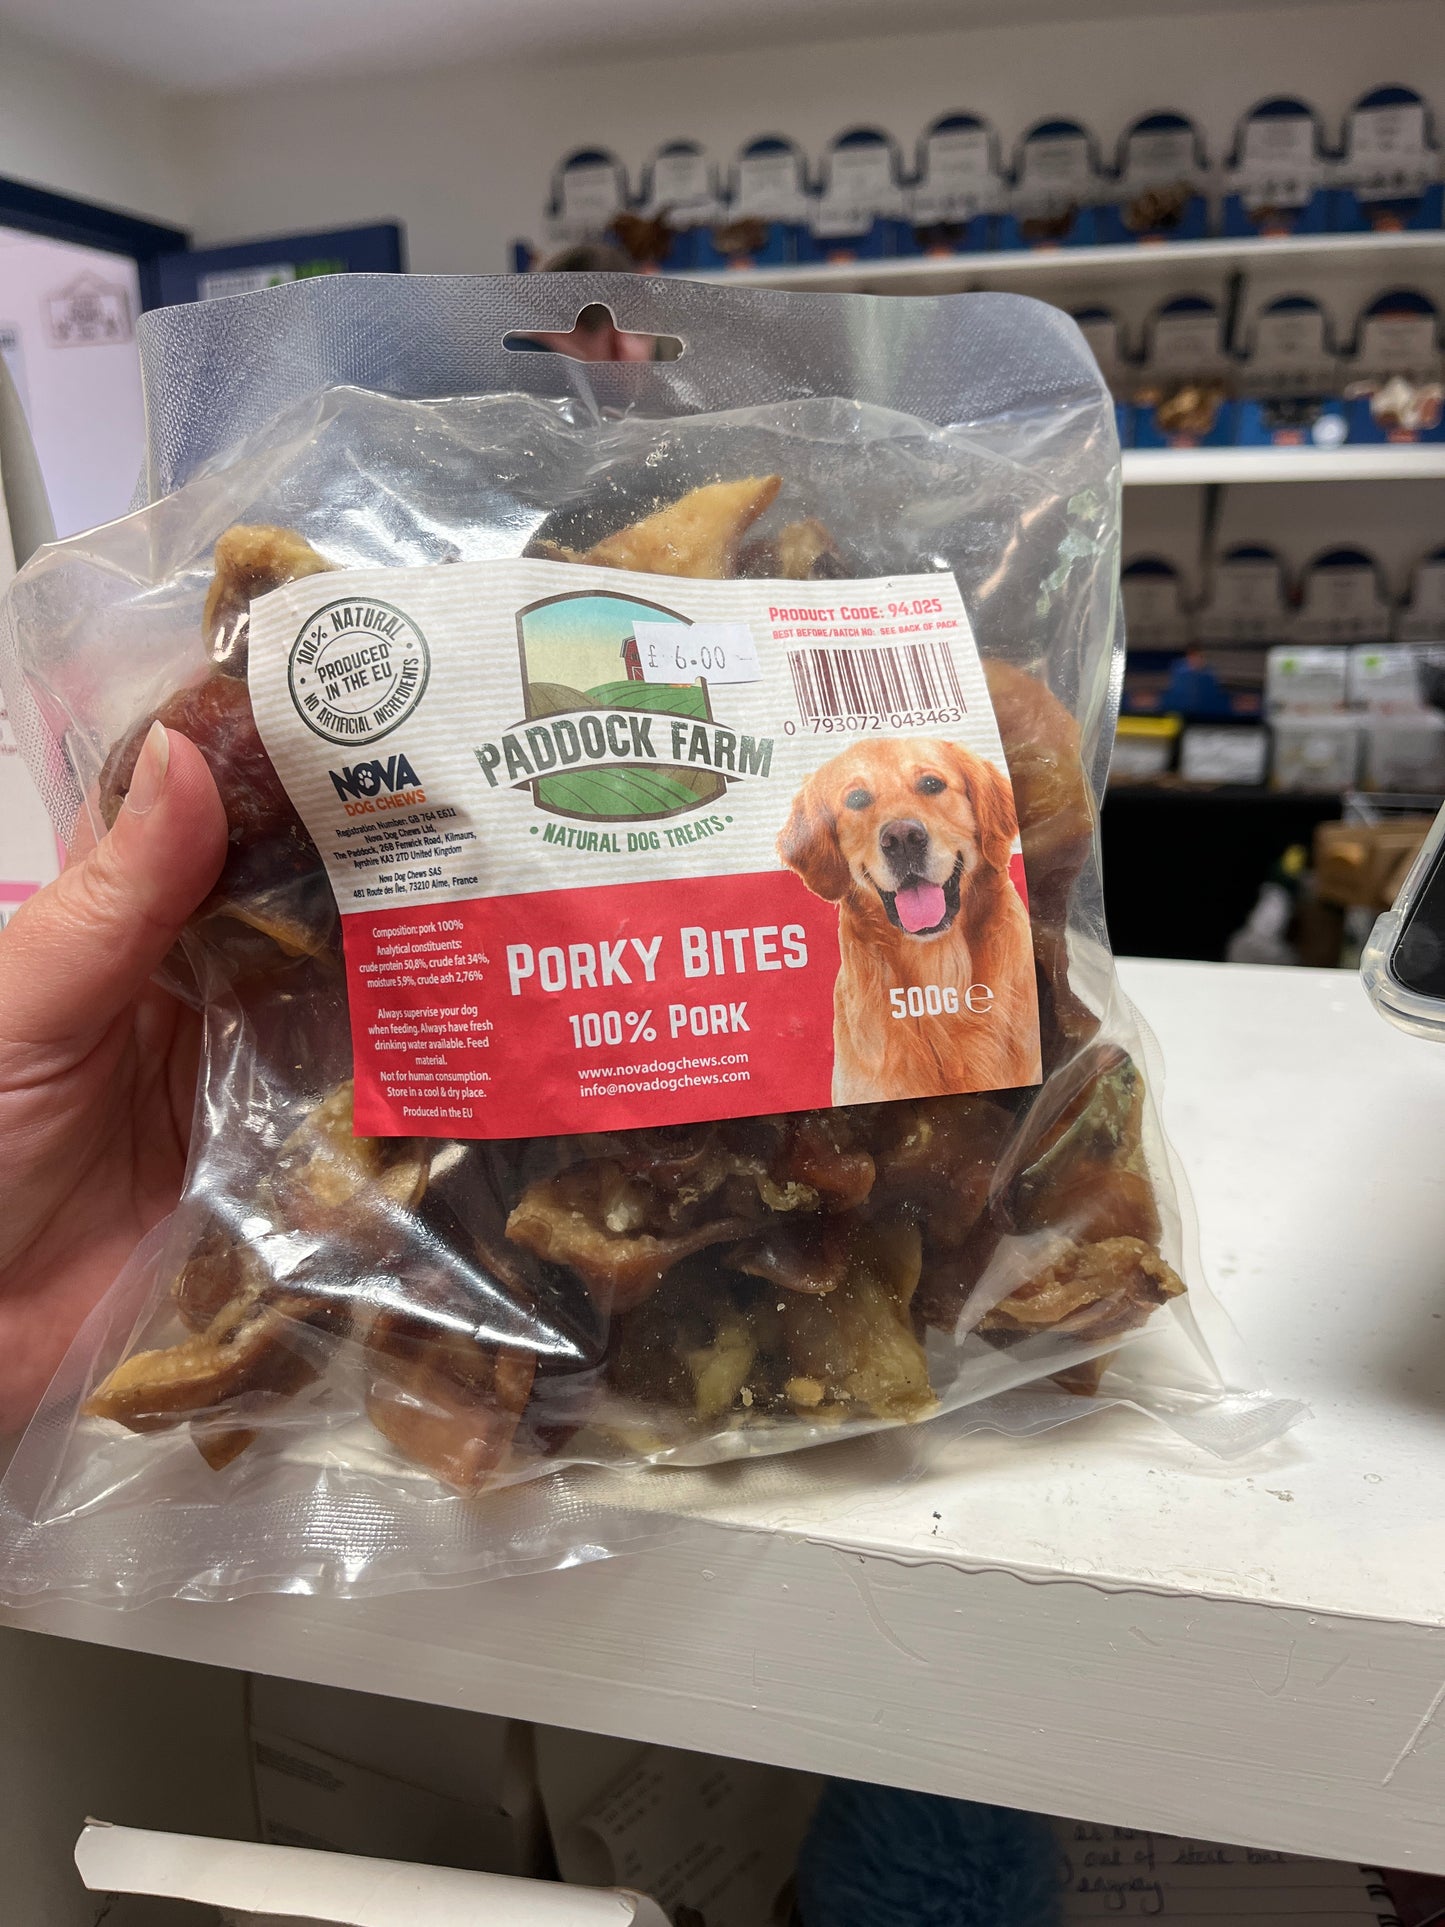 100% NATURAL
PRODUCED
IN THE EU
NO ARTIFICIAL INGREDIENTS
NOVA
DOG CHEWS
Registration Number: GB 764 E611
Nova Dog Chews Ltd,
The Paddock, 26B Fenwick Road, Kilmaurs,
Ayrshire KA3 2TD United Kingdom
Nova Dog Chews SAS
481 Route des Îles, 73210 Aime, France
£ 6.00
PADDOCK FARM
• NATURAL DOG TREATS •
PRODUCT CODE: 94.025
BEST BEFORE/BATCH NO: SEE BACK OF PACK
0 793072 043463
Composition: pork 100%
Analytical constituents:
crude protein 50,8%, crude fat 34%,
moisture 5,9%, crude ash 2,76%
Always supervise your dog
when feeding. Always have fresh
drinking water available. Feed
material.
Not for human consumption.
Store in a cool & dry place.
Produced in the EU
PORKY BITES
100% PORK
www.novadogchews.com
info@novadogchews.com
500G ℮
out of stock
anyway